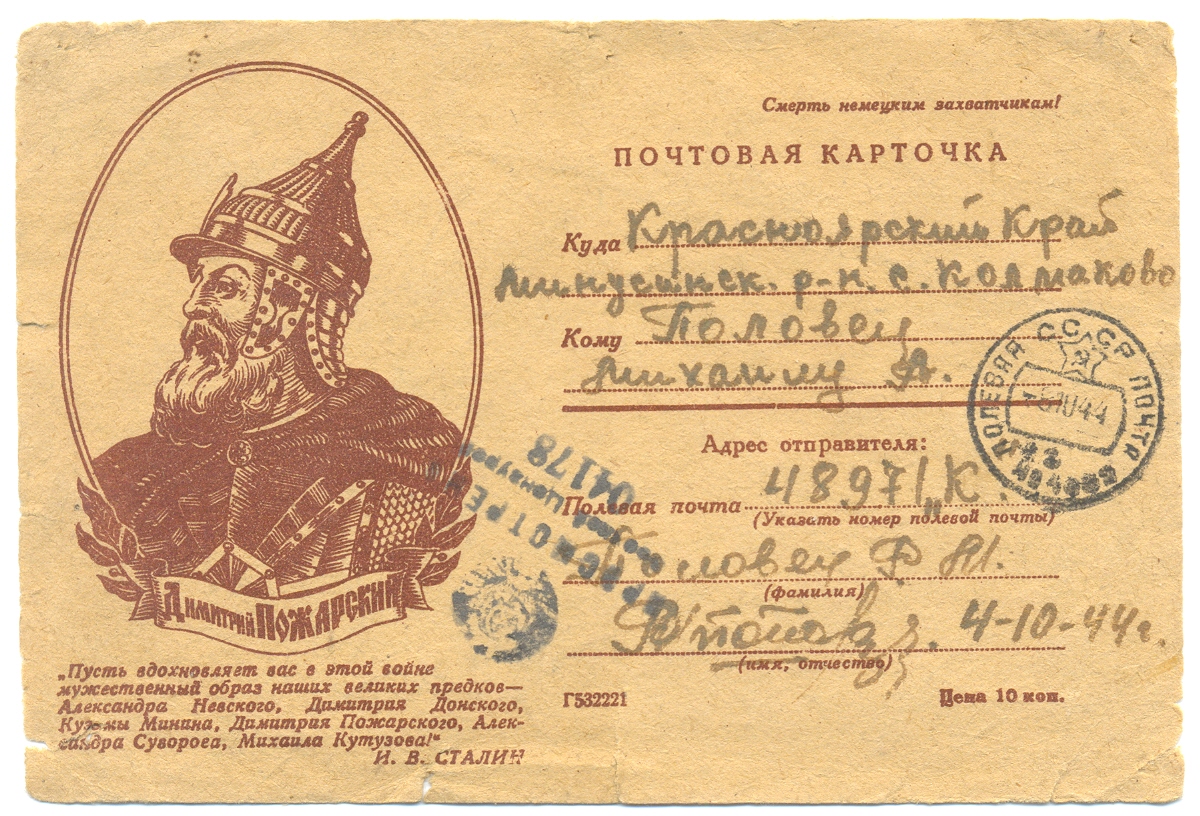 Смерть немецким захватчикам!
ПОЧТОВАЯ КАРТОЧКА
Куда Красноярский Край
Минусинск. р-н. с. Колмаково
Кому Половец
Михаилу А.
Адрес отправителя:
Полевая почта 48971 "К".
(Указать номер полевой почты)
Половец Ф М.
(фамилия)
4-10-44г.
(имя, отчество)
Г532221
Цена 10 коп.
ДИМИТРИЙ ПОЖАРСКИЙ
„Пусть вдохновляет вас в этой войне
мужественный образ наших великих предков—
Александра Невского, Димитрия Донского,
Кузьмы Минина, Димитрия Пожарского, Алек-
сандра Суворова, Михаила Кутузова!"
И. В. СТАЛИН
ПРОСМОТРЕНО
Военной Цензурой
04178
СССР
ПОЛЕВАЯ ПОЧТА